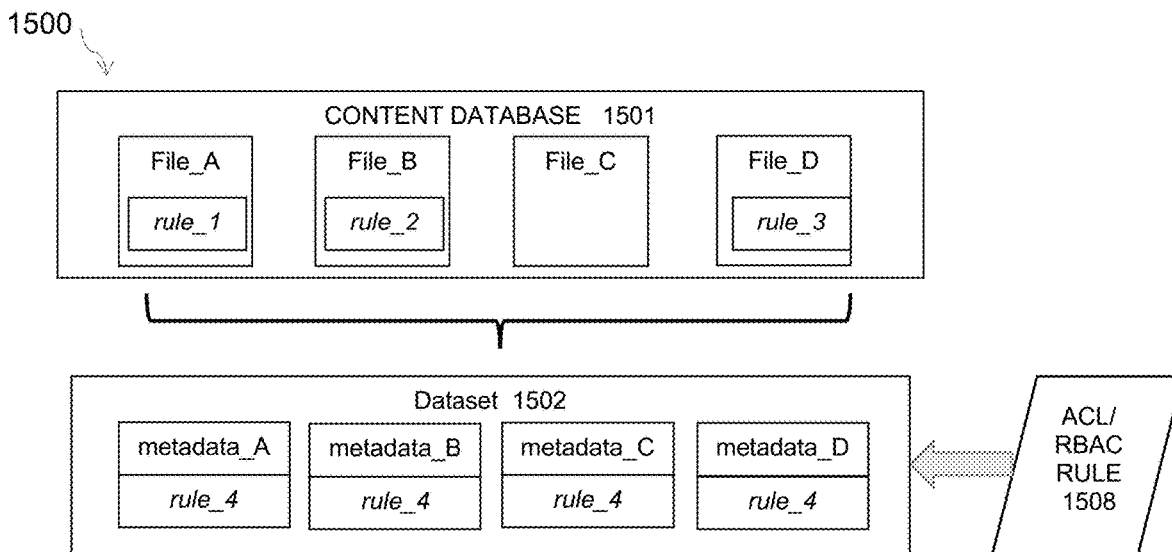 1500
CONTENT DATABASE 1501
File_A File_B File_C File_D
rule_1 rule_2 rule_3
Dataset 1502
metadata_A metadata_B metadata_C metadata_D
rule_4 rule_4 rule_4 rule_4
ACL/
RBAC
RULE
1508